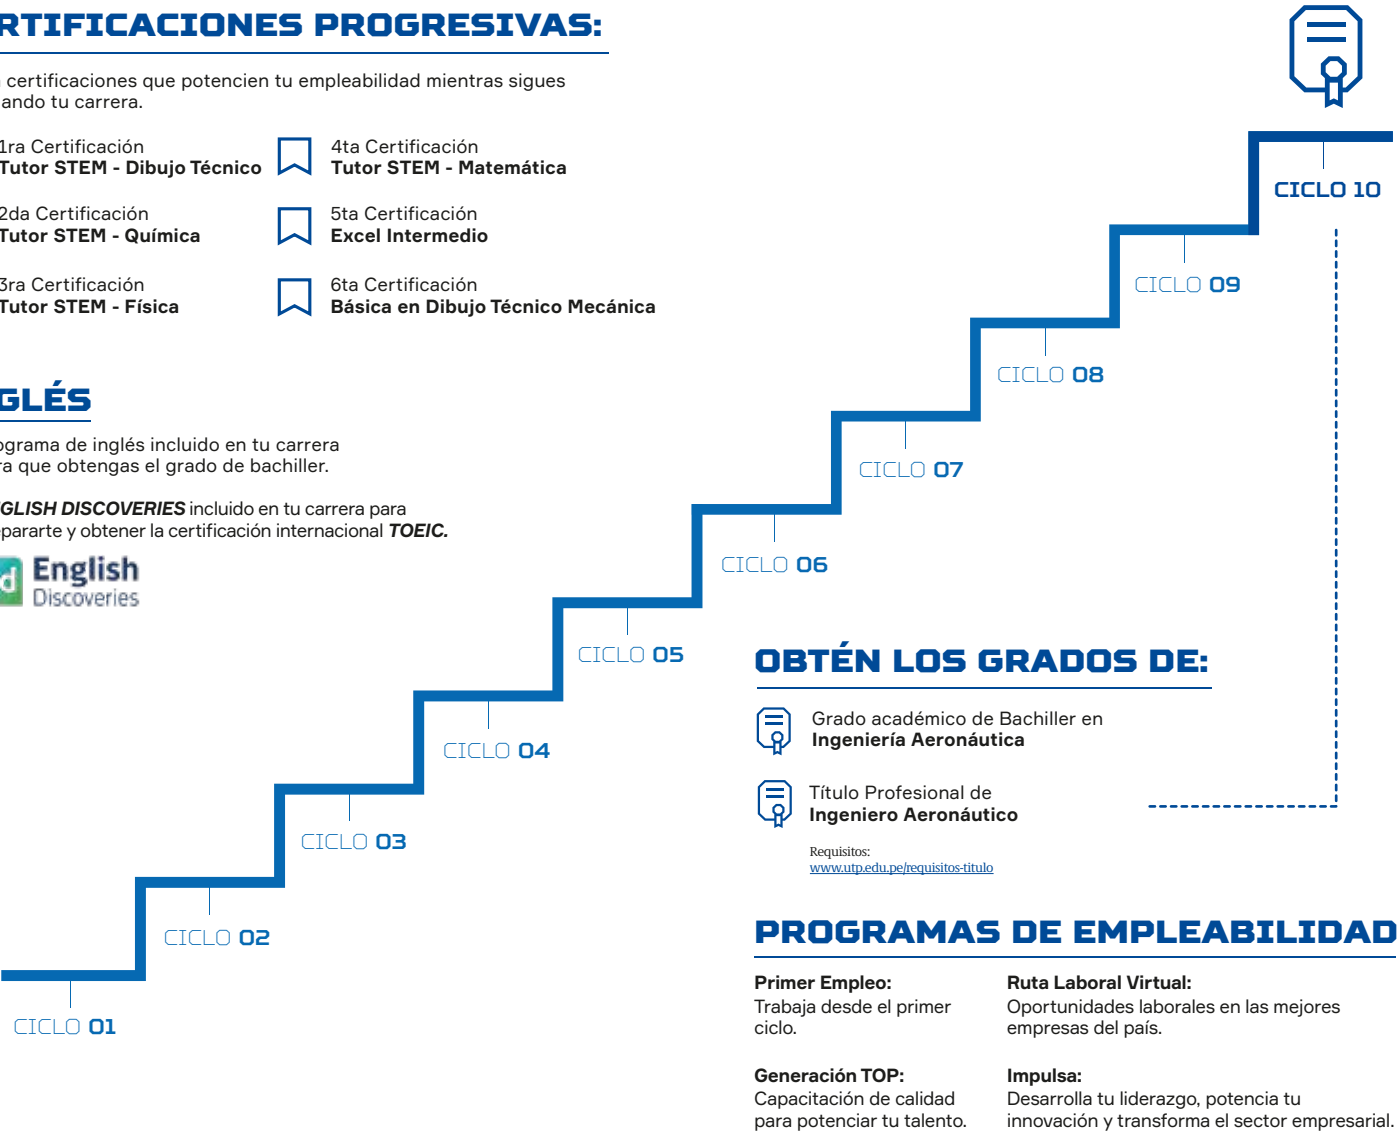 RTIFICACIONES PROGRESIVAS:
certificaciones que potencien tu empleabilidad mientras sigues
ando tu carrera.
1ra Certificación
Tutor STEM - Dibujo Técnico
2da Certificación
Tutor STEM - Química
3ra Certificación
Tutor STEM - Física
4ta Certificación
Tutor STEM - Matemática
5ta Certificación
Excel Intermedio
6ta Certificación
Básica en Dibujo Técnico Mecánica
GLÉS
ograma de inglés incluido en tu carrera
ra que obtengas el grado de bachiller.
GLISH DISCOVERIES incluido en tu carrera para
epararte y obtener la certificación internacional TOEIC.
d English
Discoveries
CICLO 10
CICLO 09
CICLO 08
CICLO 07
CICLO 06
CICLO 05
CICLO 04
CICLO 03
CICLO 02
CICLO 01
OBTÉN LOS GRADOS DE:
Grado académico de Bachiller en
Ingeniería Aeronáutica
Título Profesional de
Ingeniero Aeronáutico
Requisitos:
www.utp.edu.pe/requisitos-titulo
PROGRAMAS DE EMPLEABILIDAD
Primer Empleo:
Trabaja desde el primer
ciclo.
Ruta Laboral Virtual:
Oportunidades laborales en las mejores
empresas del país.
Generación TOP:
Capacitación de calidad
para potenciar tu talento.
Impulsa:
Desarrolla tu liderazgo, potencia tu
innovación y transforma el sector empresarial.